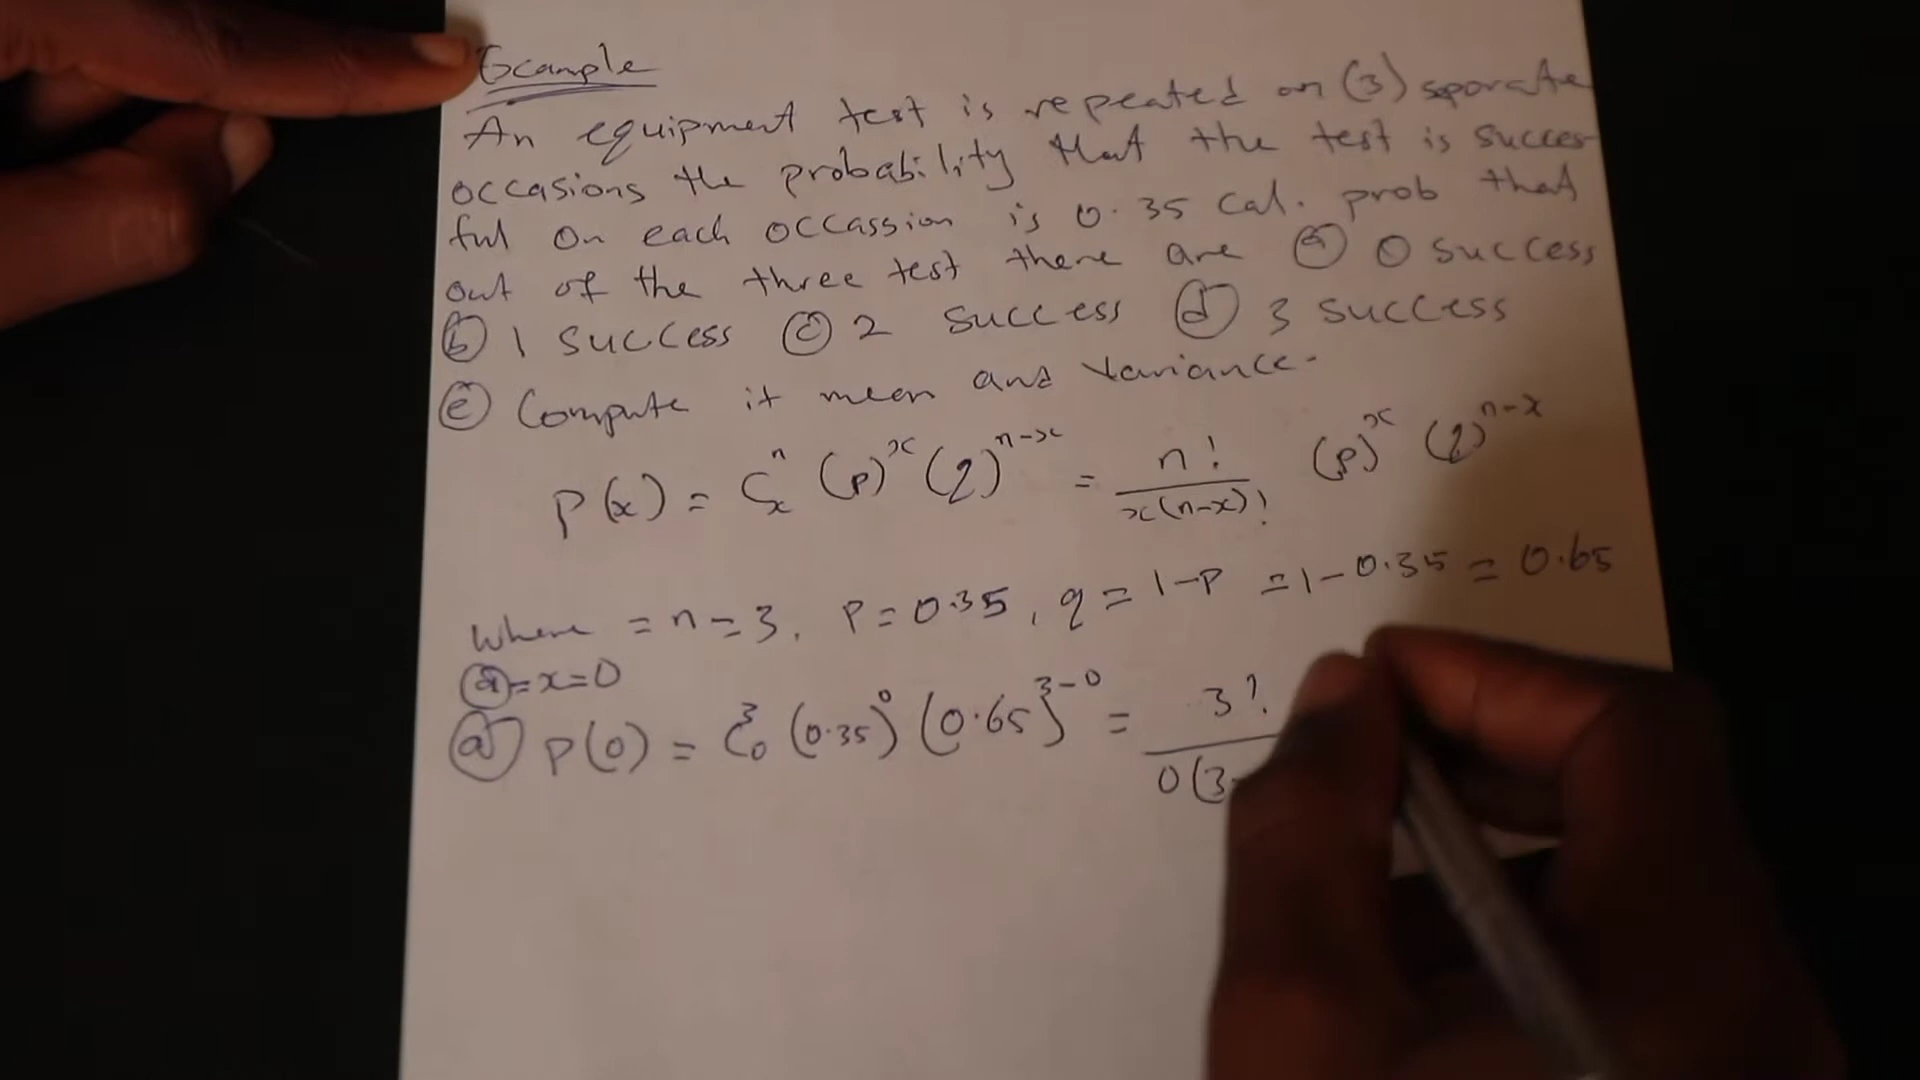 Example
An equipment test is repeated on (3) separate
occasions the probability that the test is succes-
ful on each occassion is 0.35 Cal. prob that
out of the three test there are (a) 0 success
(b) 1 success (c) 2 success (d) 3 success
(e) Compute it mean and variance.
P(x) = C^n_x (p)^x (q)^{n-x} = n!/x(n-x)! (p)^x (q)^{n-x}
Where = n = 3, P = 0.35, q = 1-P = 1-0.35 = 0.65
(a) = x = 0
(a) P(0) = C^3_0 (0.35)^0 (0.65)^{3-0} = 3!/0(3-